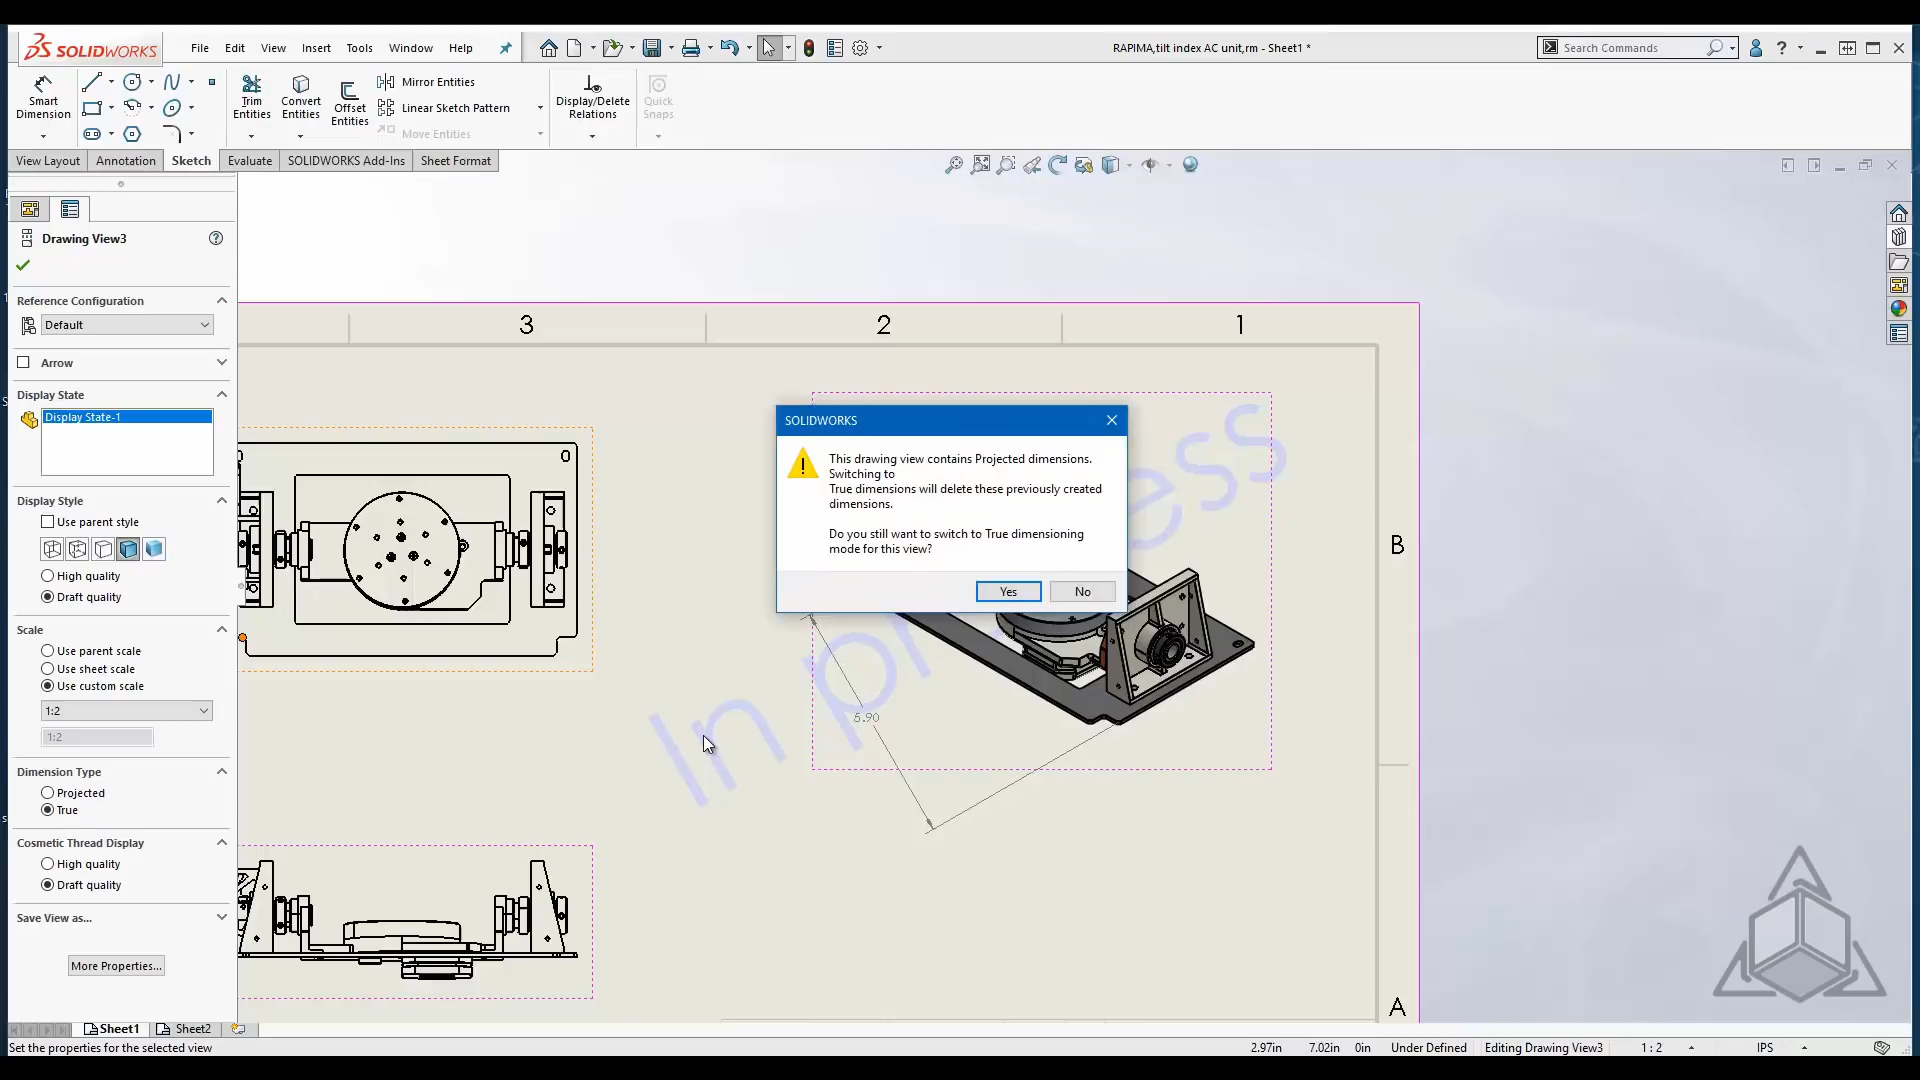 SOLIDWORKS
File Edit View Insert Tools Window Help
RAPIMA,tilt index AC unit,rm - Sheet1 *
Search Commands
Smart Dimension
Trim Entities
Convert Entities
Offset Entities
Mirror Entities
Linear Sketch Pattern
Move Entities
Display/Delete Relations
Quick Snaps
View Layout Annotation Sketch Evaluate SOLIDWORKS Add-Ins Sheet Format
Drawing View3
Reference Configuration
Default
Arrow
Display State
Display State-1
Display Style
Use parent style
High quality
Draft quality
Scale
Use parent scale
Use sheet scale
Use custom scale
1:2
1:2
Dimension Type
Projected
True
Cosmetic Thread Display
High quality
Draft quality
Save View as...
More Properties...
3 2 1
B
A
In process
5.90
SOLIDWORKS
This drawing view contains Projected dimensions.
Switching to
True dimensions will delete these previously created
dimensions.
Do you still want to switch to True dimensioning
mode for this view?
Yes No
Sheet1 Sheet2
Set the properties for the selected view
2.97in 7.02in 0in Under Defined Editing Drawing View3 1 : 2 IPS